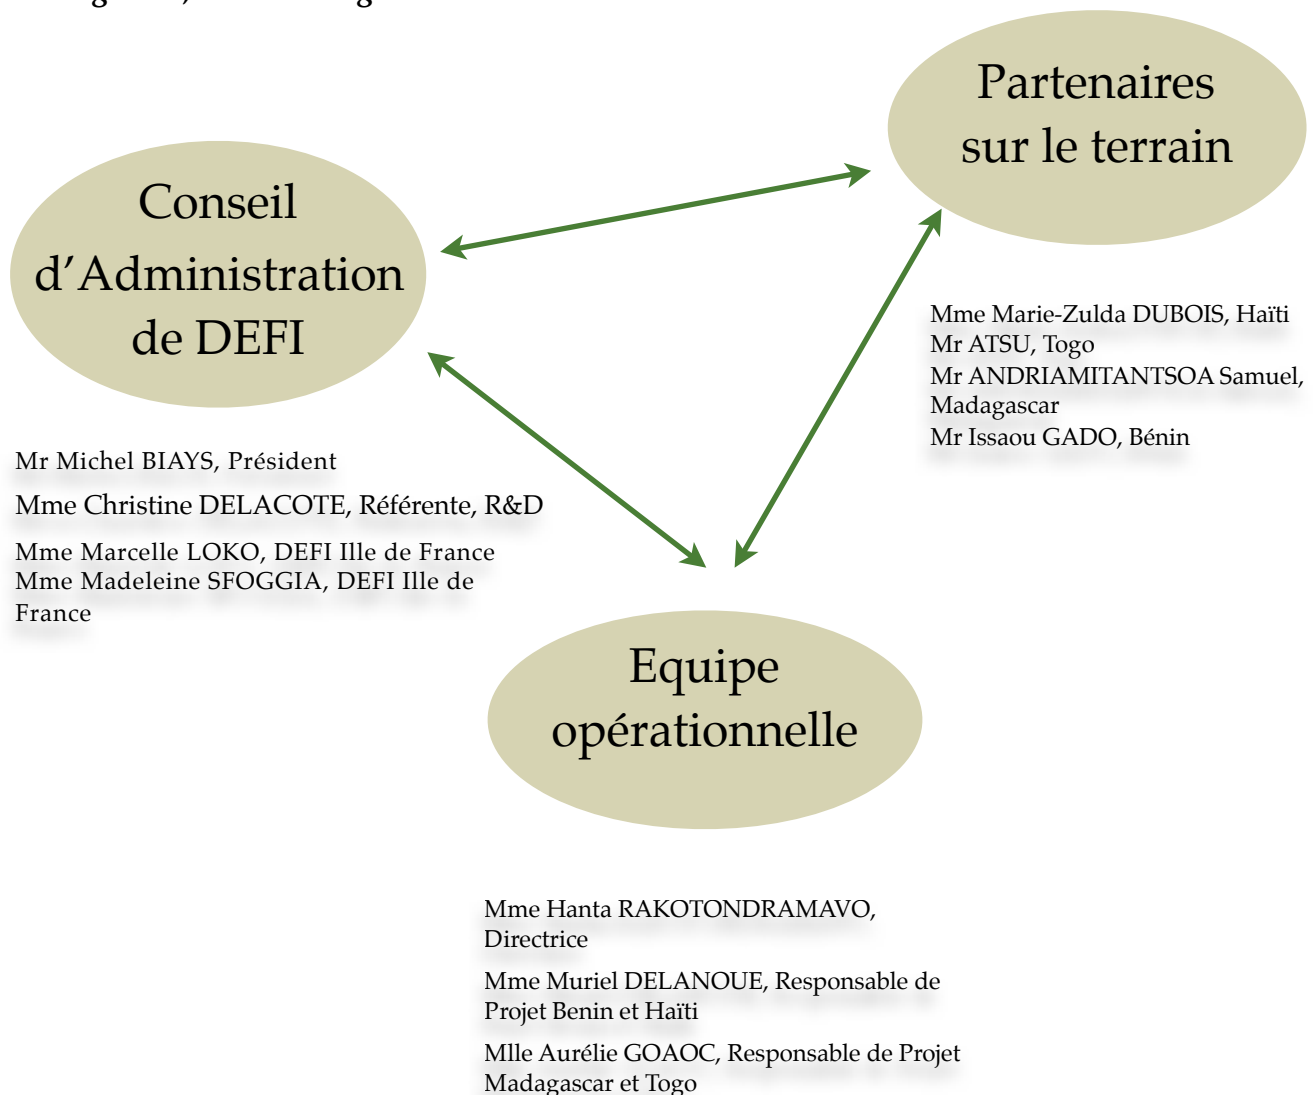 Partenaires
sur le terrain
Conseil
d’Administration
de DEFI
Mme Marie-Zulda DUBOIS, Haïti
Mr ATSU, Togo
Mr ANDRIAMITANTSOA Samuel,
Madagascar
Mr Issaou GADO, Bénin
Mr Michel BIAYS, Président
Mme Christine DELACOTE, Référente, R&D
Mme Marcelle LOKO, DEFI Ille de France
Mme Madeleine SFOGGIA, DEFI Ille de
France
Equipe
opérationnelle
Mme Hanta RAKOTONDRAMAVO,
Directrice
Mme Muriel DELANOUE, Responsable de
Projet Benin et Haïti
Mlle Aurélie GOAOC, Responsable de Projet
Madagascar et Togo